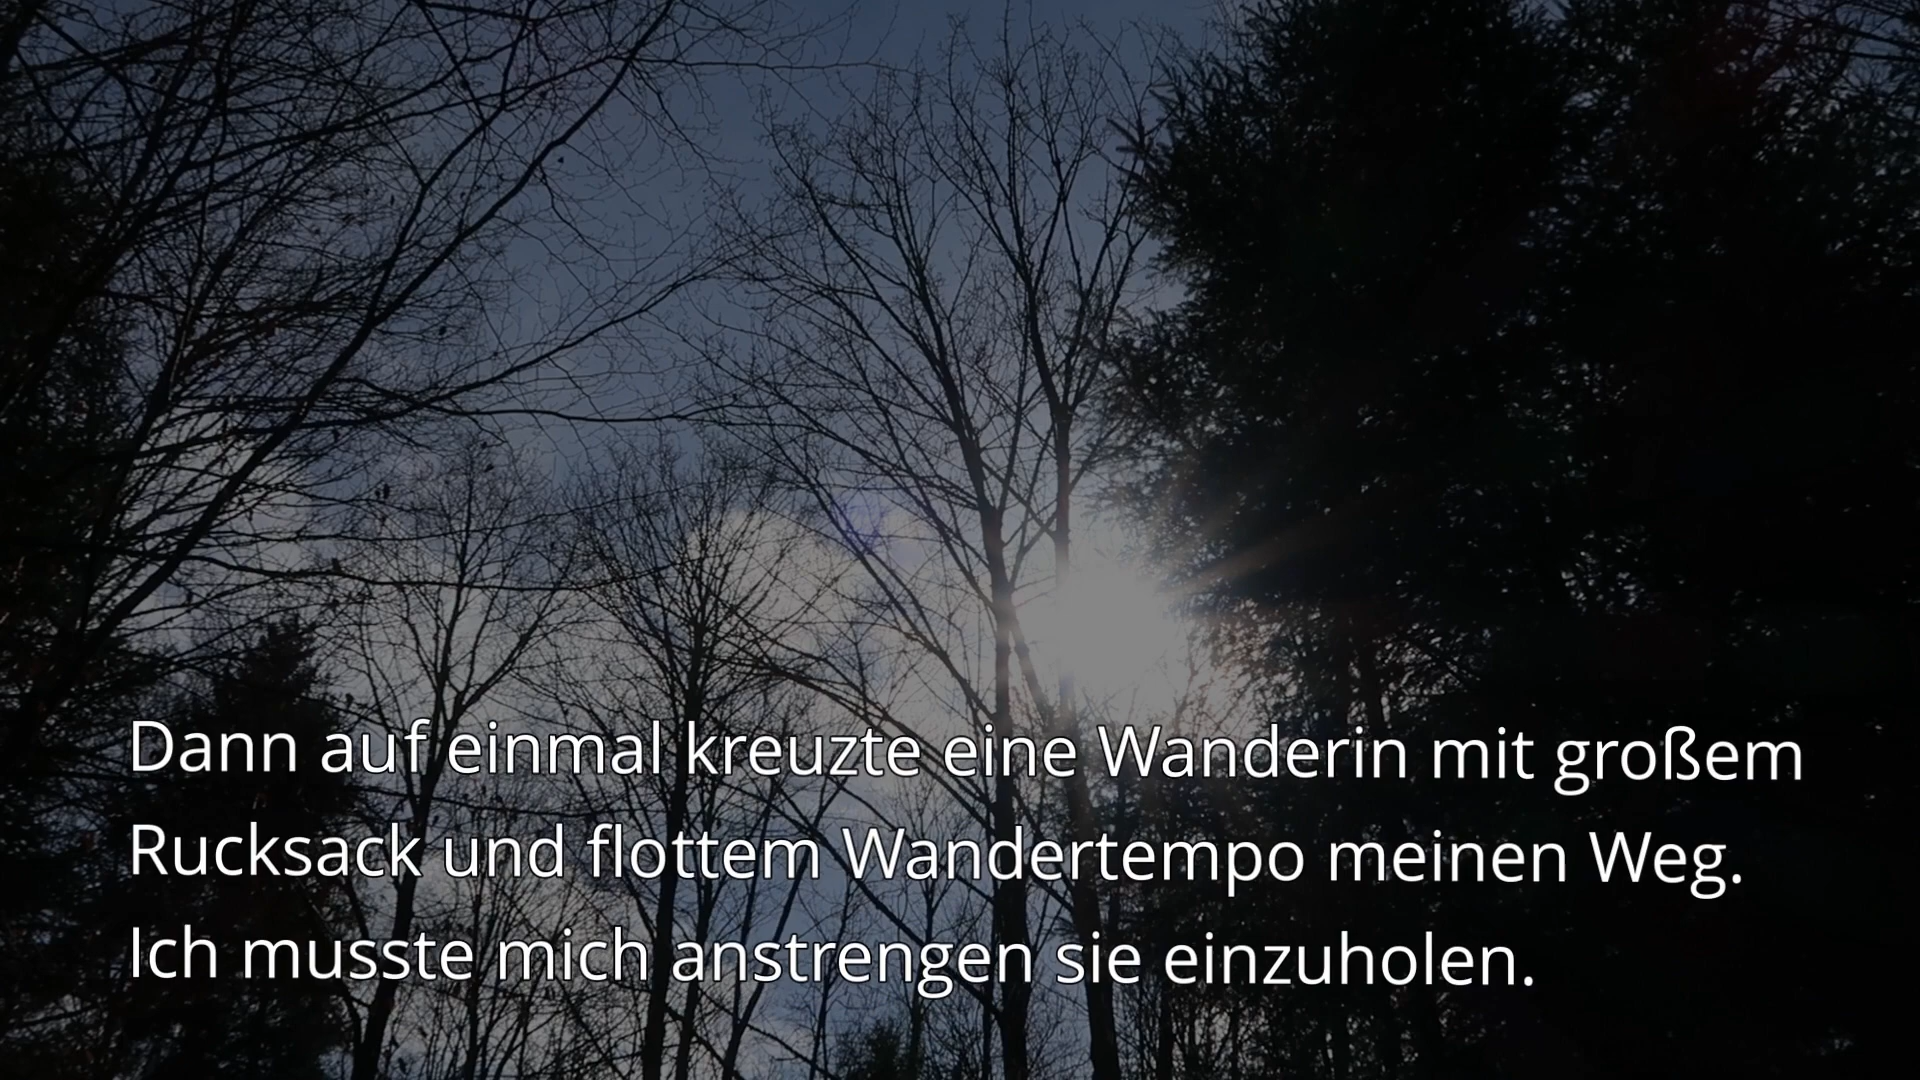 Dann auf einmal kreuzte eine Wanderin mit großem
Rucksack und flottem Wandertempo meinen Weg.
Ich musste mich anstrengen sie einzuholen.